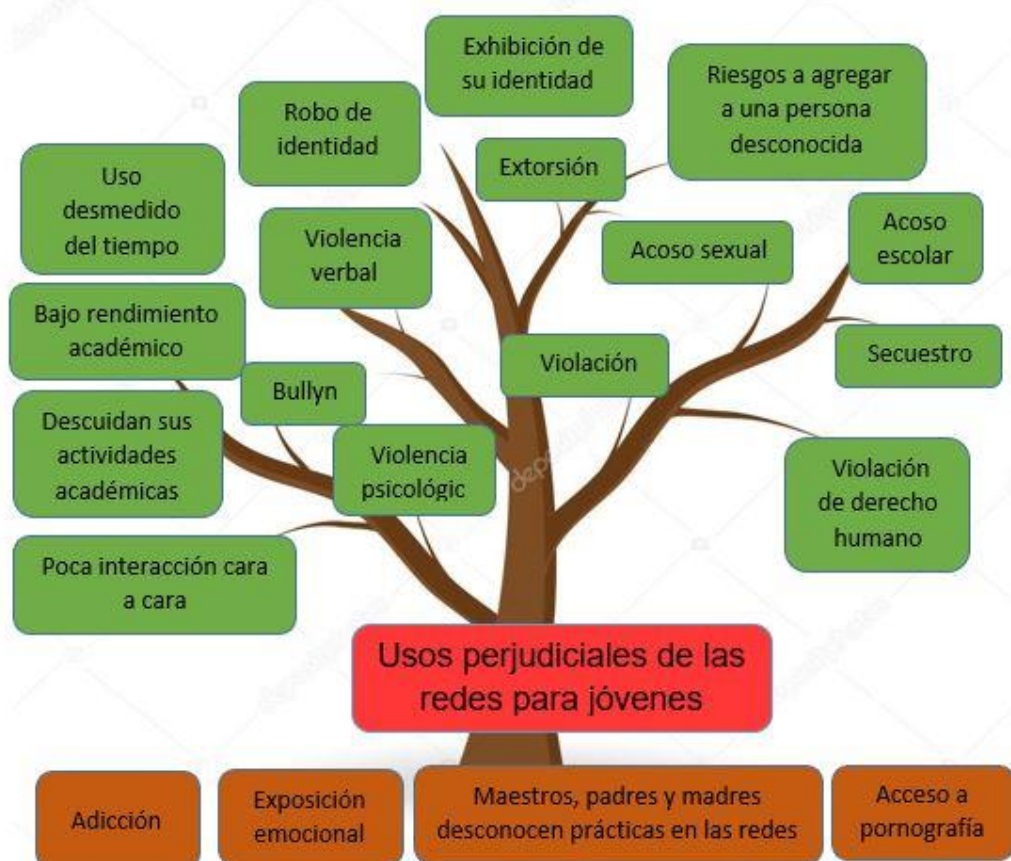 Exhibición de
su identidad
Riesgos a agregar
a una persona
desconocida
Robo de
identidad
Extorsión
Uso
desmedido
del tiempo
Violencia
verbal
Acoso sexual
Acoso
escolar
Bajo rendimiento
académico
Bullyn
Violación
Secuestro
Descuidan sus
actividades
académicas
Violencia
psicológic
Violación
de derecho
humano
Poca interacción cara
a cara
Usos perjudiciales de las
redes para jóvenes
Adicción
Exposición
emocional
Maestros, padres y madres
desconocen prácticas en las redes
Acceso a
pornografía